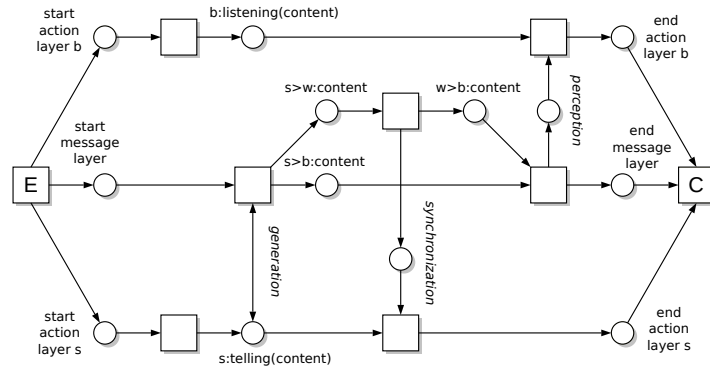 start
action
layer b
b:listening(content)
end
action
layer b
s>w:content
w>b:content
perception
start
message
layer
end
message
layer
s>b:content
E
C
generation
synchronization
start
action
layer s
s:telling(content)
end
action
layer s